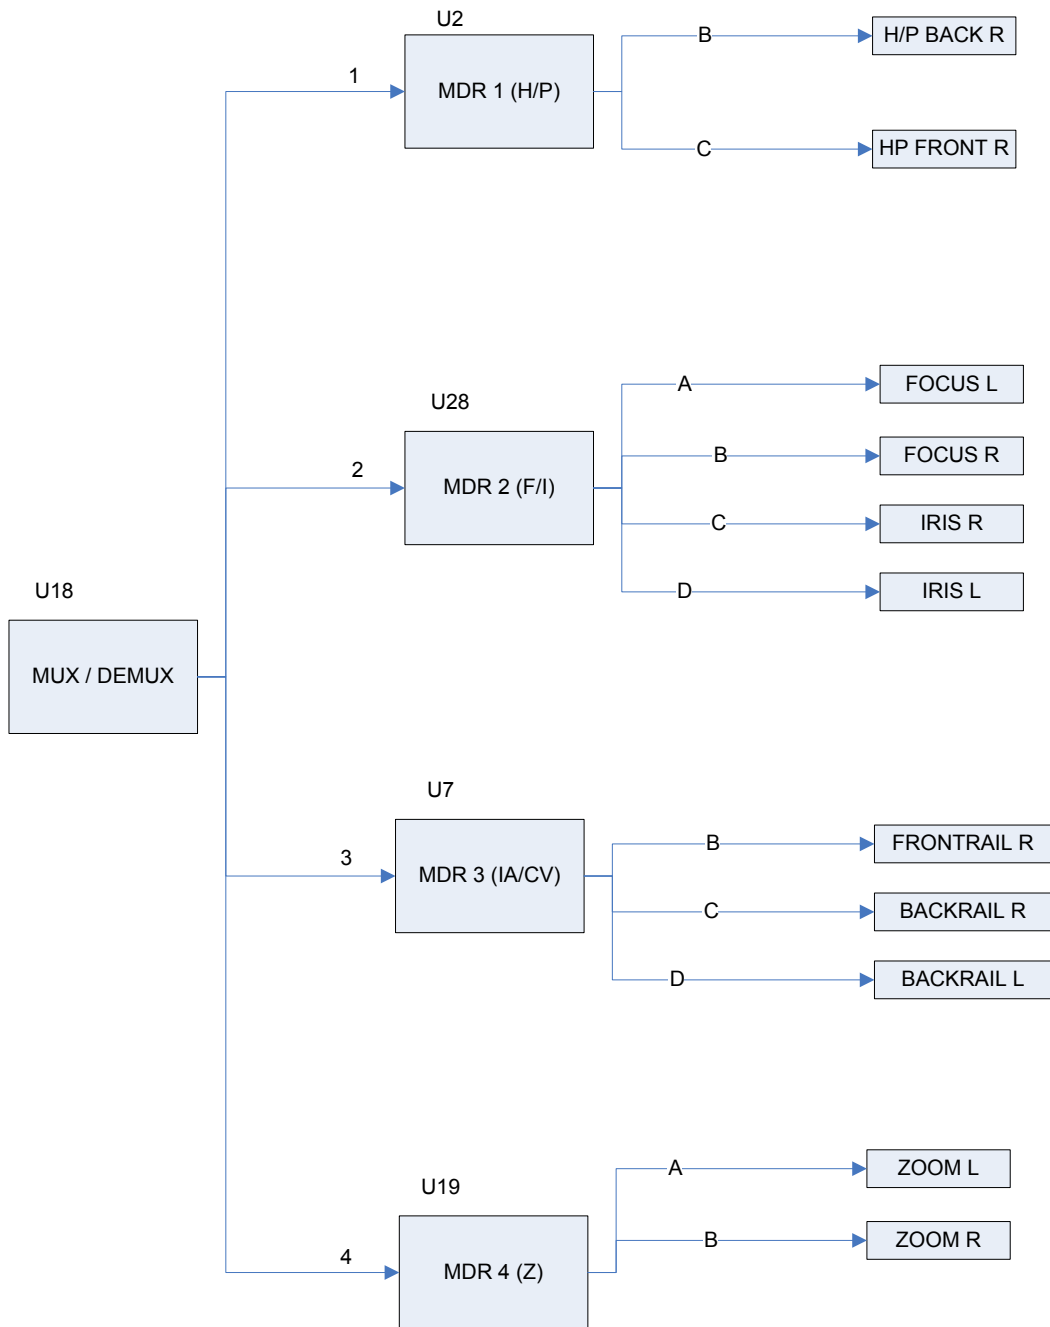 U2
MDR 1 (H/P)
1
B
H/P BACK R
C
HP FRONT R
U28
MDR 2 (F/I)
2
A
FOCUS L
B
FOCUS R
C
IRIS R
D
IRIS L
U18
MUX / DEMUX
U7
MDR 3 (IA/CV)
3
B
FRONTRAIL R
C
BACKRAIL R
D
BACKRAIL L
U19
MDR 4 (Z)
4
A
ZOOM L
B
ZOOM R